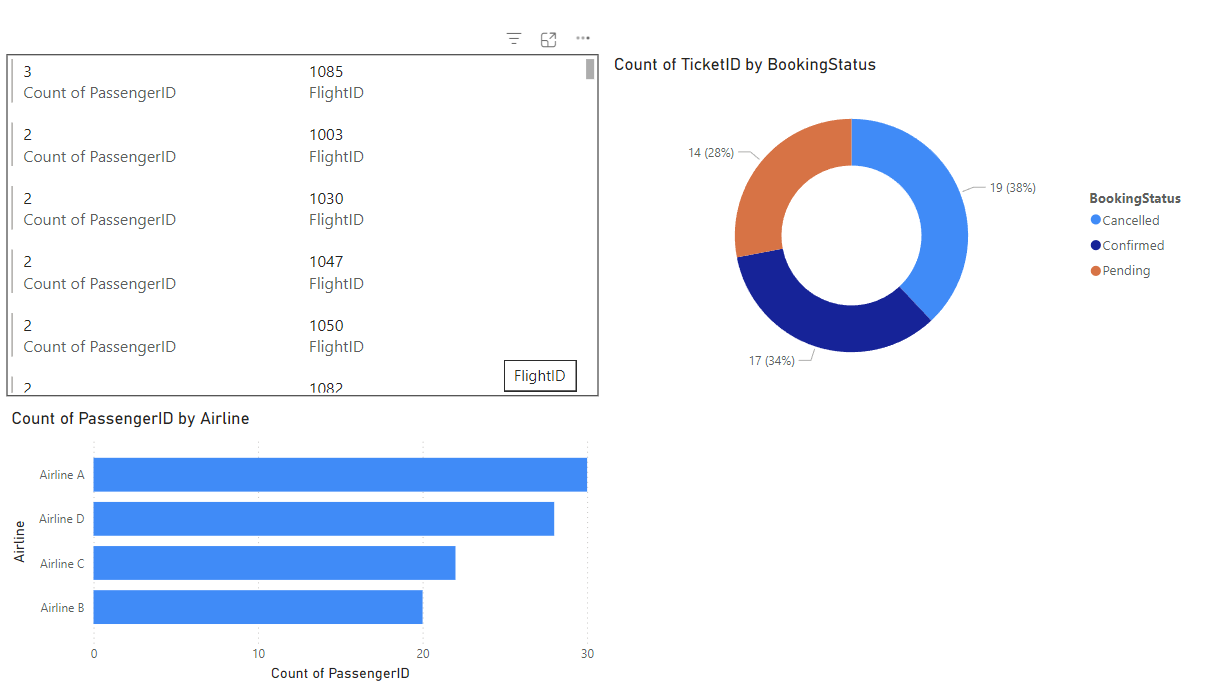 3 1085
Count of PassengerID FlightID
2 1003
Count of PassengerID FlightID
2 1030
Count of PassengerID FlightID
2 1047
Count of PassengerID FlightID
2 1050
Count of PassengerID FlightID
2 1082
FlightID
Count of TicketID by BookingStatus
14 (28%)
19 (38%)
17 (34%)
BookingStatus
Cancelled
Confirmed
Pending
Count of PassengerID by Airline
Airline
Airline A
Airline D
Airline C
Airline B
0 10 20 30
Count of PassengerID